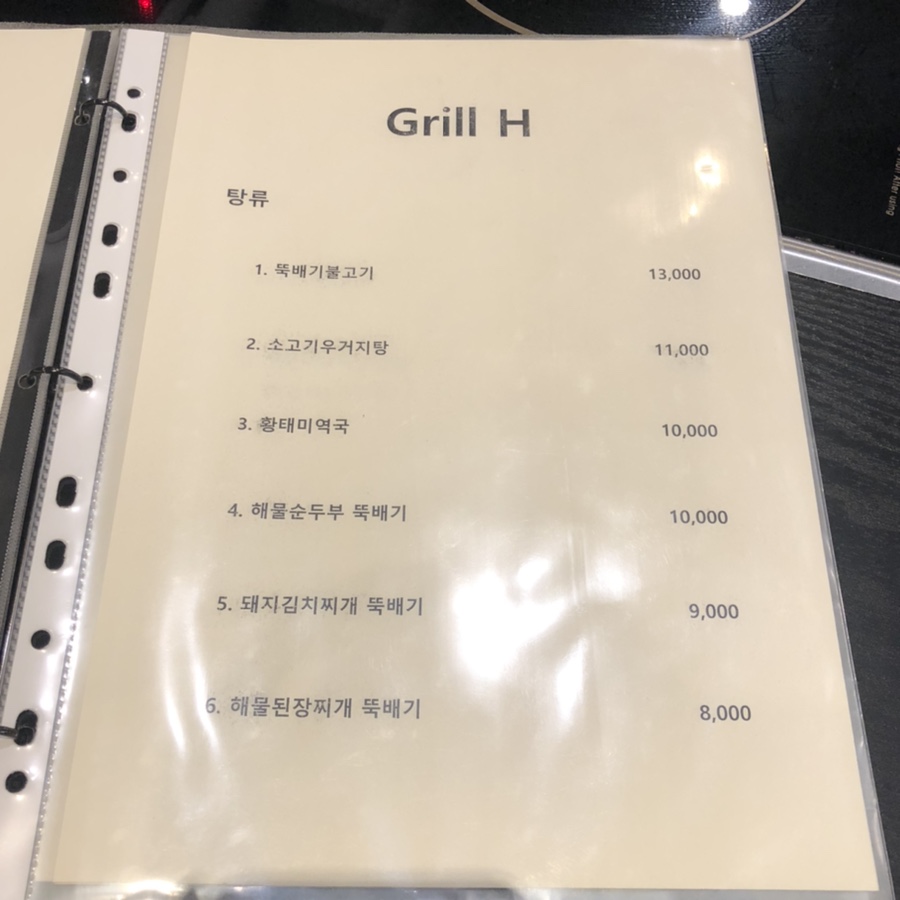 Grill H
탕류
1. 뚝배기불고기 13,000
2. 소고기우거지탕 11,000
3. 황태미역국 10,000
4. 해물순두부 뚝배기 10,000
5. 돼지김치찌개 뚝배기 9,000
6. 해물된장찌개 뚝배기 8,000
after using